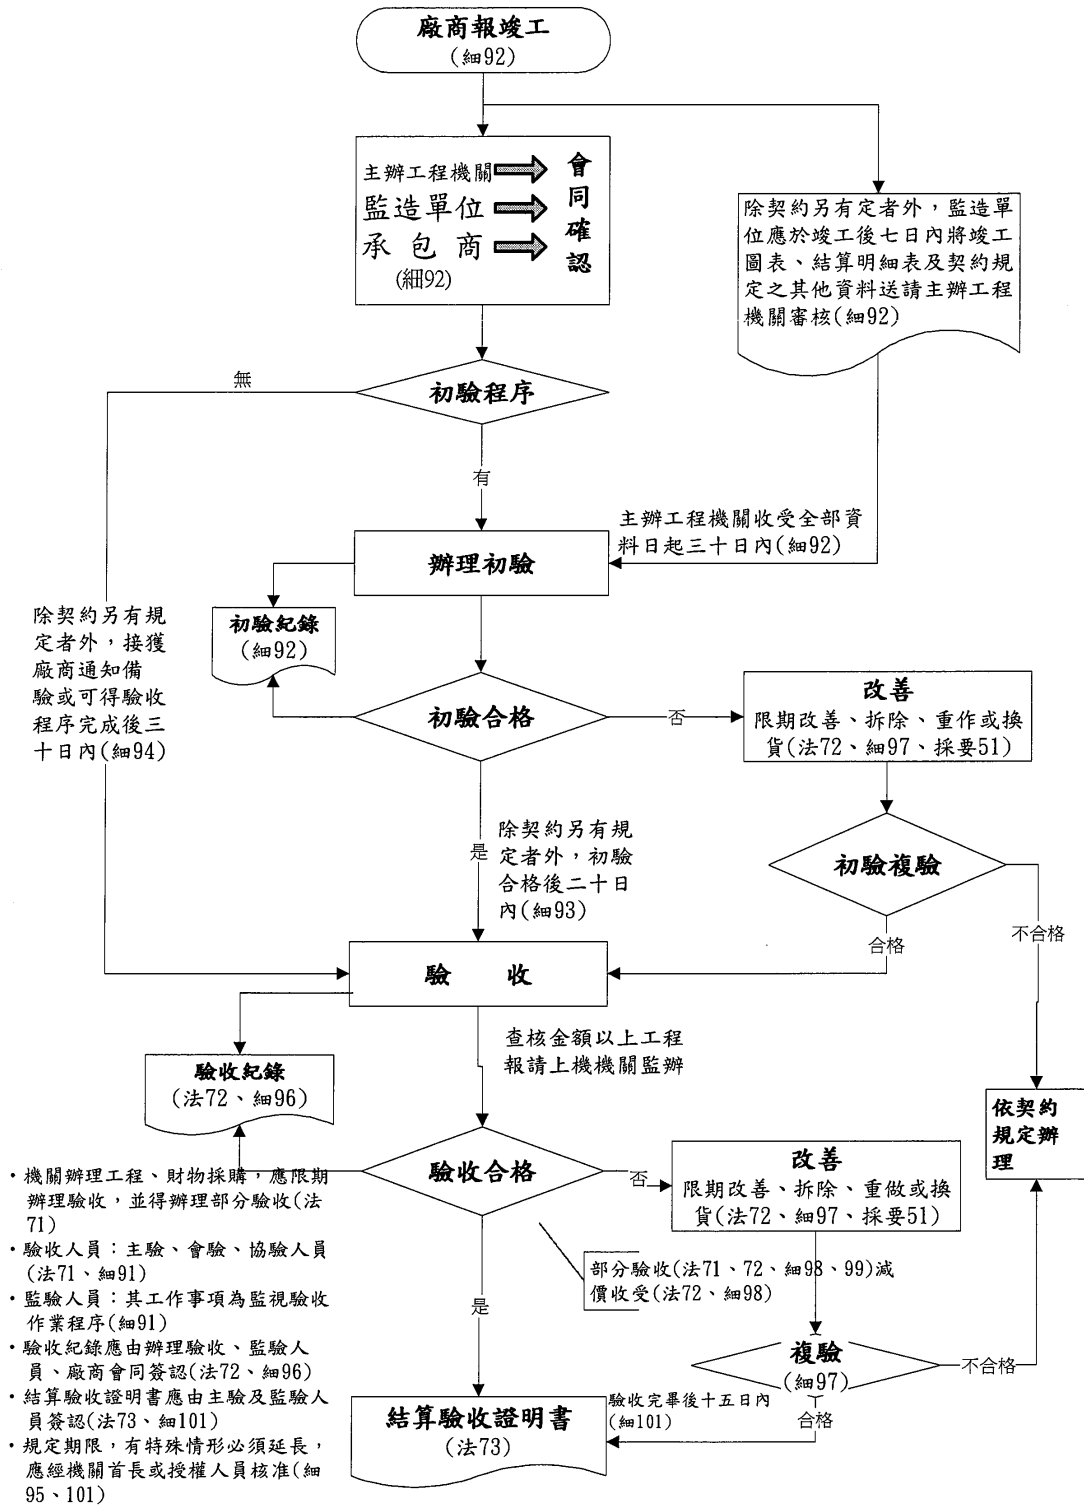 廠商報竣工
(細92)
主辦工程機關
監造單位
承包商
(細92)
會
同
確
認
除契約另有定者外，監造單
位應於竣工後七日內將竣工
圖表、結算明細表及契約規
定之其他資料送請主辦工程
機關審核(細92)
初驗程序
無
有
主辦工程機關收受全部資
料日起三十日內(細92)
辦理初驗
初驗紀錄
(細92)
除契約另有規
定者外，接獲
廠商通知備
驗或可得驗收
程序完成後三
十日內(細94)
初驗合格
否
改善
限期改善、拆除、重作或換
貨(法72、細97、採要51)
是
除契約另有規
定者外，初驗
合格後二十日
內(細93)
初驗複驗
合格
不合格
驗　　收
查核金額以上工程
報請上機機關監辦
驗收紀錄
(法72、細96)
依契約
規定辦
理
驗收合格
否
改善
限期改善、拆除、重做或換
貨(法72、細97、採要51)
部分驗收(法71、72、細98、99)減
價收受(法72、細98)
是
複驗
(細97)
不合格
合格
驗收完畢後十五日內
(細101)
結算驗收證明書
(法73)
・機關辦理工程、財物採購，應限期
辦理驗收，並得辦理部分驗收(法
71)
・驗收人員：主驗、會驗、協驗人員
(法71、細91)
・監驗人員：其工作事項為監視驗收
作業程序(細91)
・驗收紀錄應由辦理驗收、監驗人
員、廠商會同簽認(法72、細96)
・結算驗收證明書應由主驗及監驗人
員簽認(法73、細101)
・規定期限，有特殊情形必須延長，
應經機關首長或授權人員核准(細
95、101)